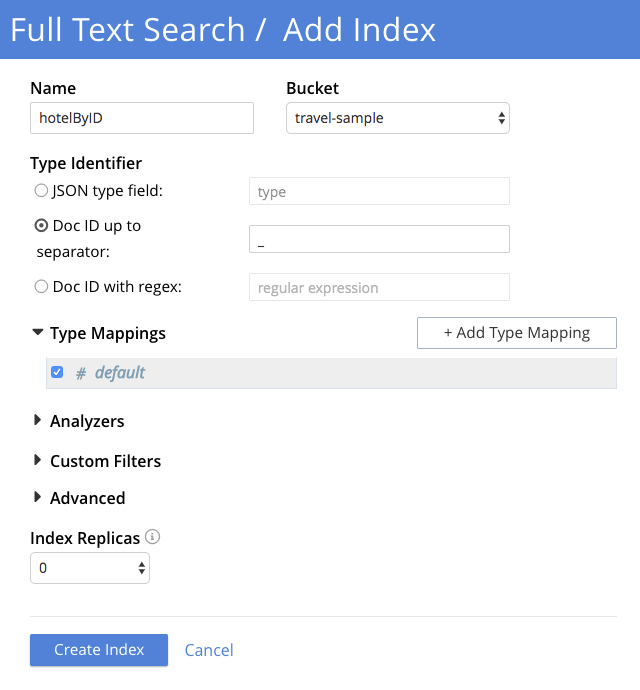 Full Text Search / Add Index
Name Bucket
hotelByID travel-sample
Type Identifier
JSON type field: type
Doc ID up to
separator: _
Doc ID with regex: regular expression
Type Mappings + Add Type Mapping
# default
Analyzers
Custom Filters
Advanced
Index Replicas
0
Create Index Cancel